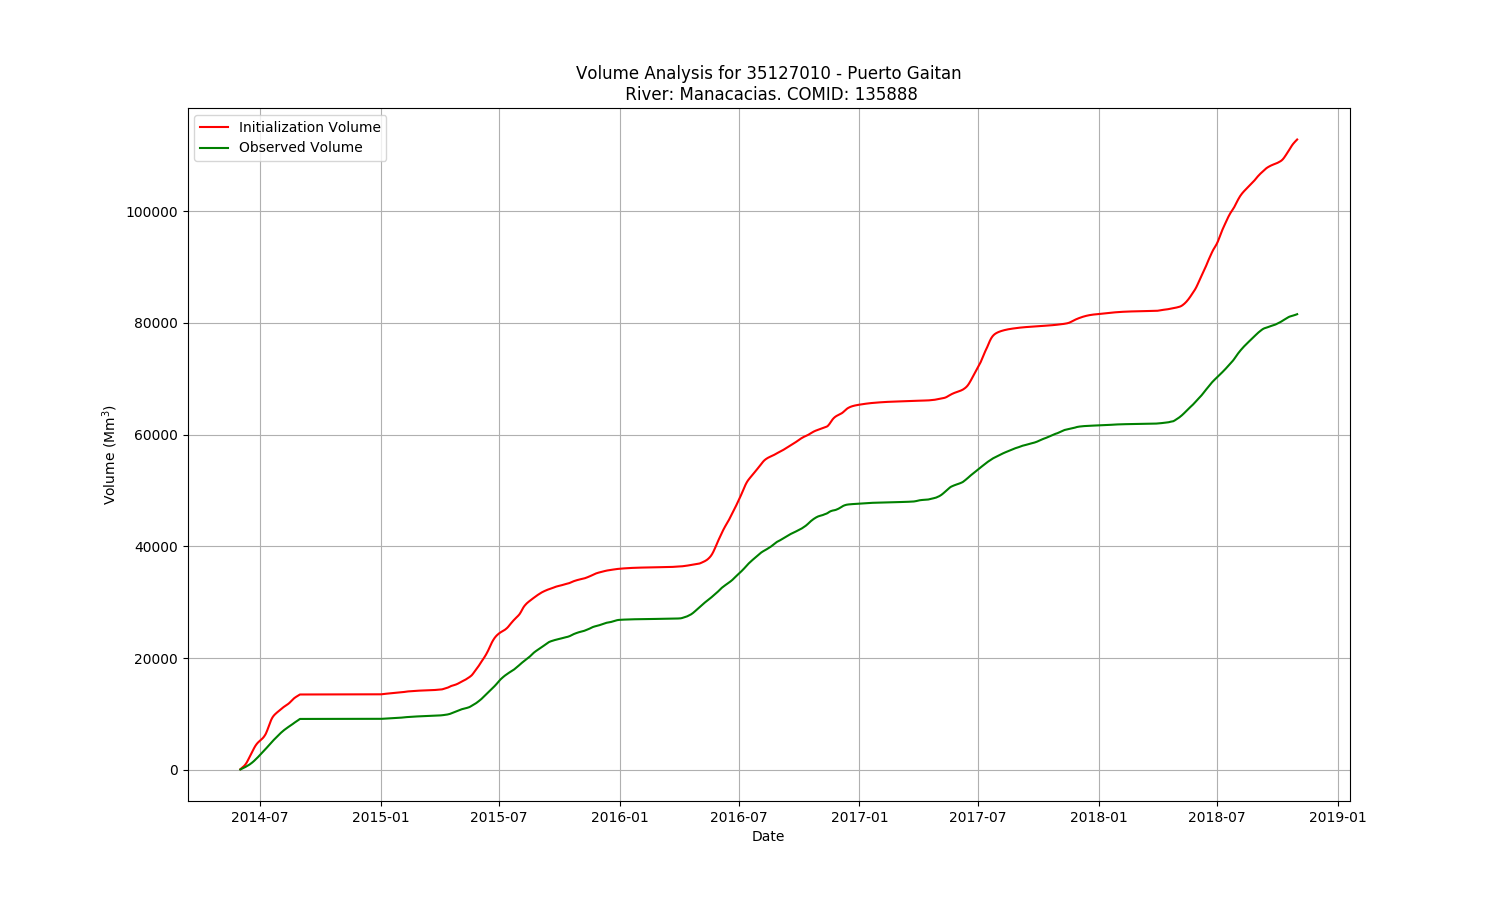 Volume Analysis for 35127010 - Puerto Gaitan
River: Manacacias. COMID: 135888
Initialization Volume
Observed Volume
100000
80000
60000
40000
20000
0
Volume (Mm³)
2014-07 2015-01 2015-07 2016-01 2016-07 2017-01 2017-07 2018-01 2018-07 2019-01
Date